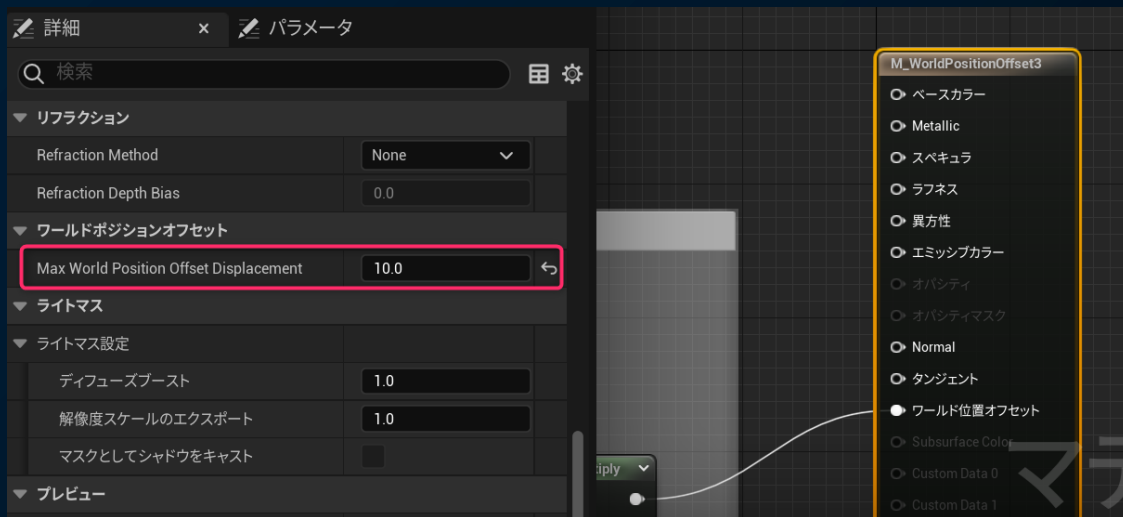 詳細
パラメータ
検索
リフラクション
Refraction Method
None
Refraction Depth Bias
0.0
ワールドポジションオフセット
Max World Position Offset Displacement
10.0
ライトマス
ライトマス設定
ディフューズブースト
1.0
解像度スケールのエクスポート
1.0
マスクとしてシャドウをキャスト
プレビュー
tiply
M_WorldPositionOffset3
ベースカラー
Metallic
スペキュラ
ラフネス
異方性
エミッシブカラー
オパシティ
オパシティマスク
Normal
タンジェント
ワールド位置オフセット
Subsurface Color
Custom Data 0
Custom Data 1
マテ